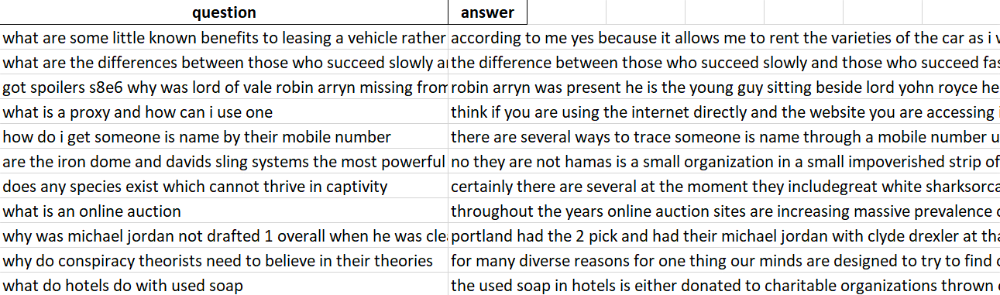 question answer
what are some little known benefits to leasing a vehicle rather according to me yes because it allows me to rent the varieties of the car as i
what are the differences between those who succeed slowly the difference between those who succeed slowly and those who succeed
got spoilers s8e6 why was lord of vale robin arryn missing from robin arryn was present he is the young guy sitting beside lord yohn royce he
what is a proxy and how can i use one think if you are using the internet directly and the website you are accessing
how do i get someone is name by their mobile number there are several ways to trace someone is name through a mobile number
are the iron dome and davids sling systems the most powerful no they are not hamas is a small organization in a small impoverished strip of
does any species exist which cannot thrive in captivity certainly there are several at the moment they includegreat white
what is an online auction throughout the years online auction sites are increasing massive prevalence
why was michael jordan not drafted 1 overall when he was portland had the 2 pick and had their michael jordan with clyde drexler at
why do conspiracy theorists need to believe in their theories for many diverse reasons for one thing our minds are designed to try to find
what do hotels do with used soap the used soap in hotels is either donated to charitable organizations thrown